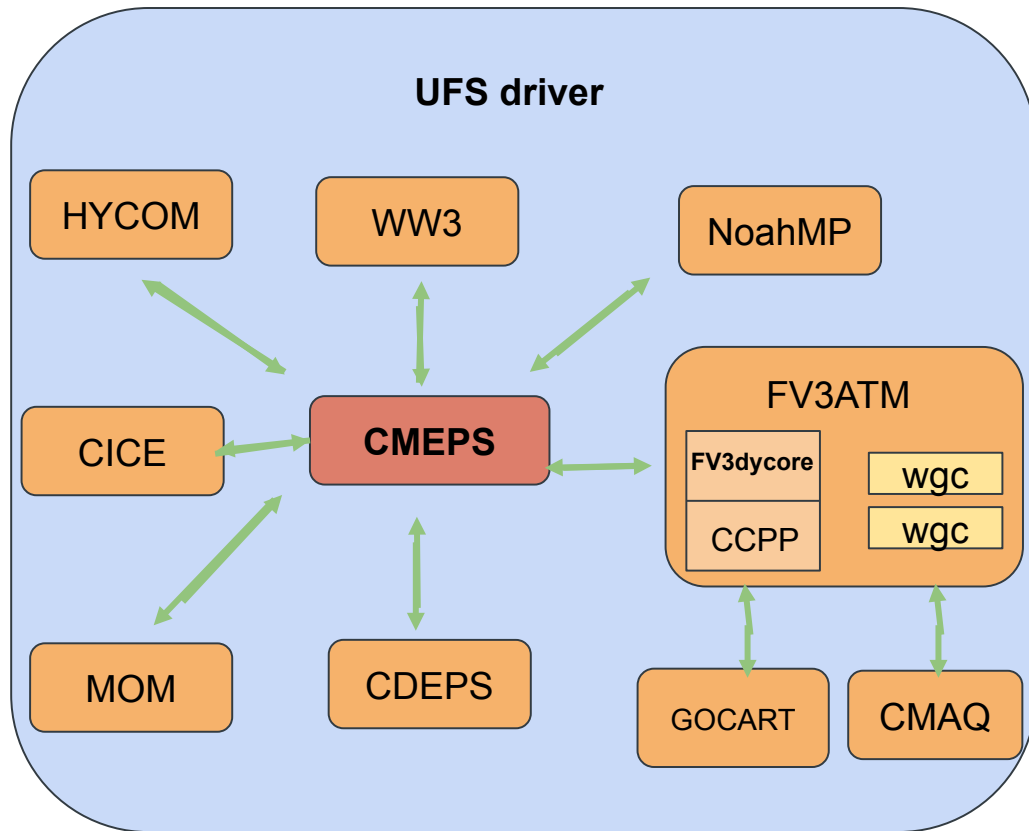 UFS driver
HYCOM
WW3
NoahMP
CICE
CMEPS
FV3ATM
FV3dycore
CCPP
wgc
wgc
MOM
CDEPS
GOCART
CMAQ